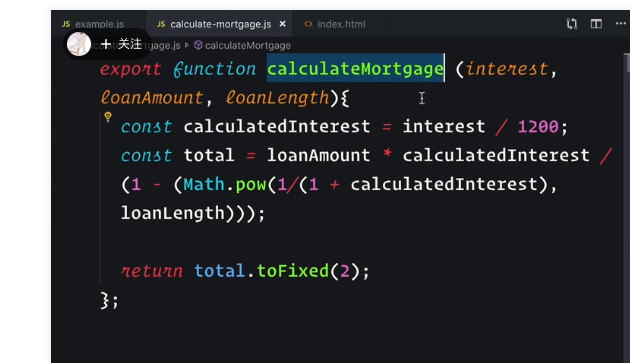 JS example.js JS calculate-mortgage.js × <> index.html ...
+ 关注 tgage.js > calculateMortgage
export function calculateMortgage (interest,
loanAmount, loanLength){
const calculatedInterest = interest / 1200;
const total = loanAmount * calculatedInterest /
(1 - (Math.pow(1/(1 + calculatedInterest),
loanLength)));
return total.toFixed(2);
};